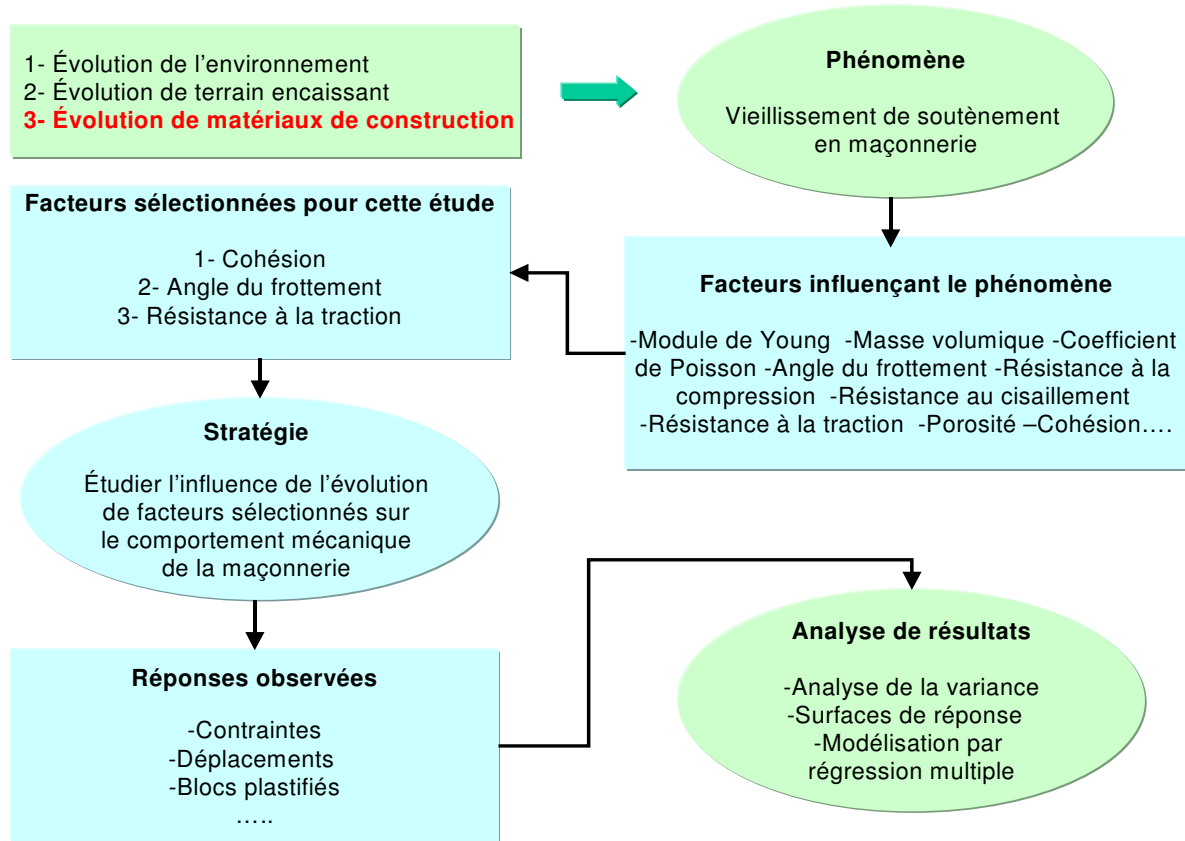 1- Évolution de l'environnement
2- Évolution de terrain encaissant
3- Évolution de matériaux de construction
Phénomène
Vieillissement de soutènement
en maçonnerie
Facteurs sélectionnées pour cette étude
1- Cohésion
2- Angle du frottement
3- Résistance à la traction
Facteurs influençant le phénomène
-Module de Young -Masse volumique -Coefficient
de Poisson -Angle du frottement -Résistance à la
compression -Résistance au cisaillement
-Résistance à la traction -Porosité –Cohésion….
Stratégie
Étudier l'influence de l'évolution
de facteurs sélectionnés sur
le comportement mécanique
de la maçonnerie
Réponses observées
-Contraintes
-Déplacements
-Blocs plastifiés
…..
Analyse de résultats
-Analyse de la variance
-Surfaces de réponse
-Modélisation par
régression multiple